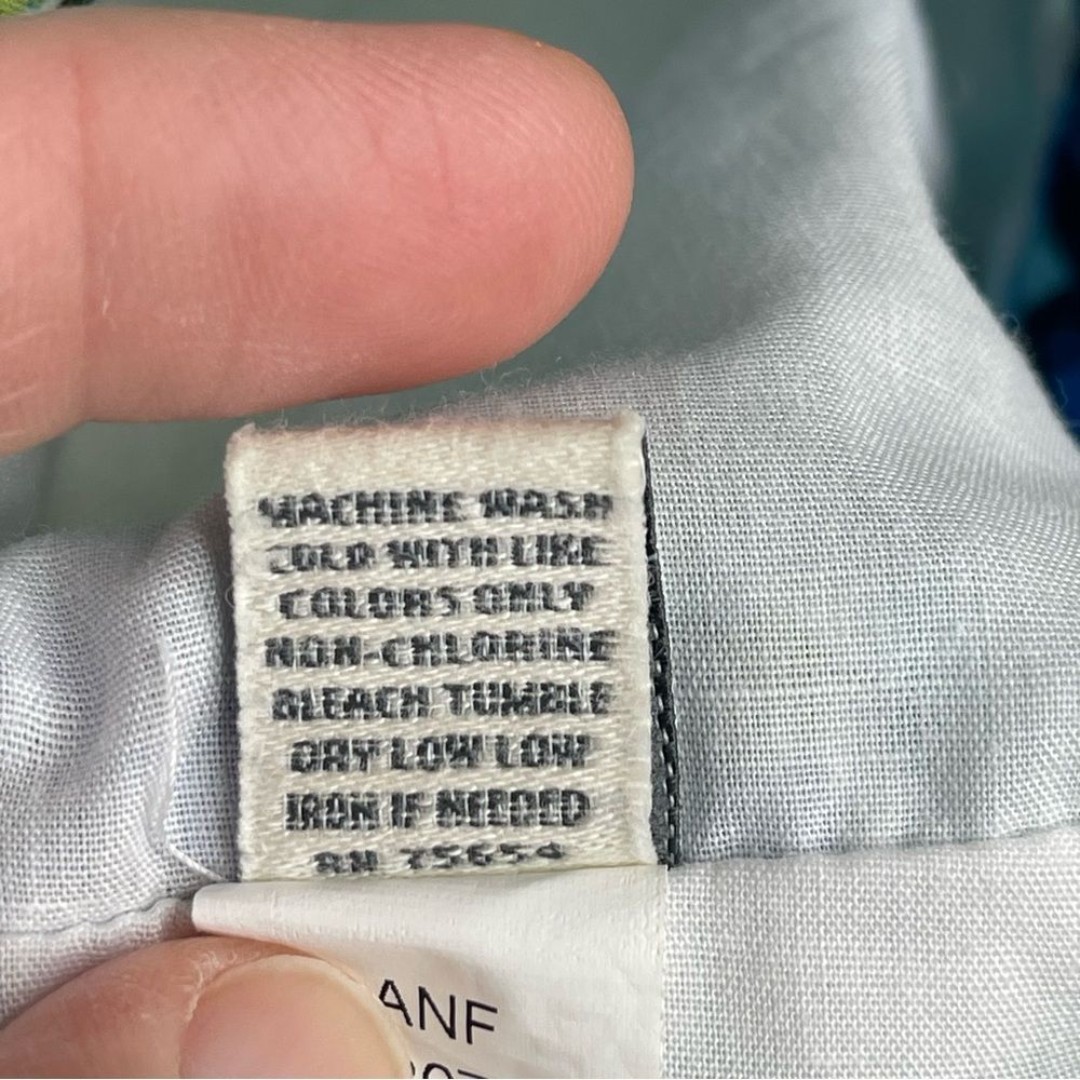 MACHINE WASH
COLD WITH LIKE
COLORS ONLY
NON-CHLORINE
BLEACH TUMBLE
DRY LOW LOW
IRON IF NEEDED
RN 75654
ANF